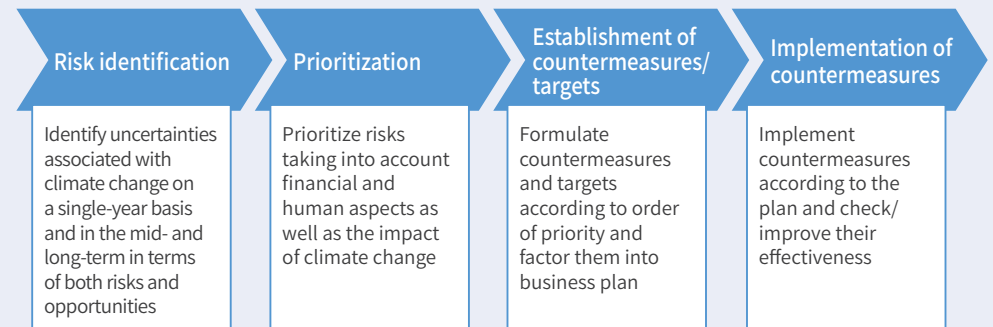 Risk identification
Identify uncertainties
associated with
climate change on
a single-year basis
and in the mid- and
long-term in terms
of both risks and
opportunities
Prioritization
Prioritize risks
taking into account
financial and
human aspects as
well as the impact
of climate change
Establishment of
countermeasures/
targets
Formulate
countermeasures
and targets
according to order
of priority and
factor them into
business plan
Implementation of
countermeasures
Implement
countermeasures
according to the
plan and check/
improve their
effectiveness